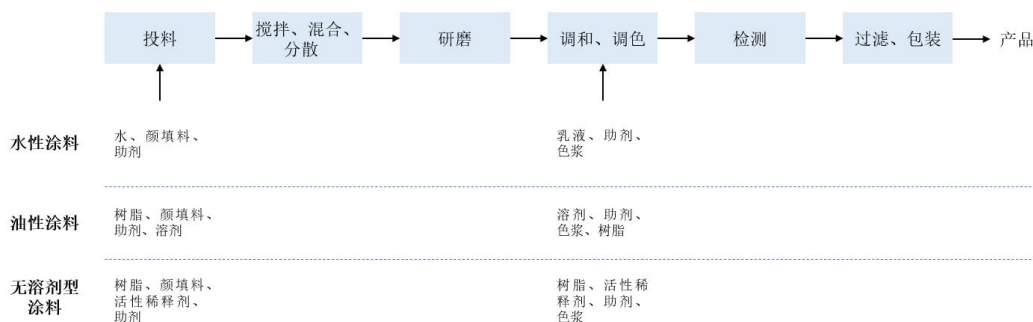 投料
搅拌、混合、
分散
研磨
调和、调色
检测
过滤、包装
产品
水性涂料
水、颜填料、
助剂
乳液、助剂、
色浆
油性涂料
树脂、颜填料、
助剂、溶剂
溶剂、助剂、
色浆、树脂
无溶剂型
涂料
树脂、颜填料、
活性稀释剂、
助剂
树脂、活性稀
释剂、助剂、
色浆